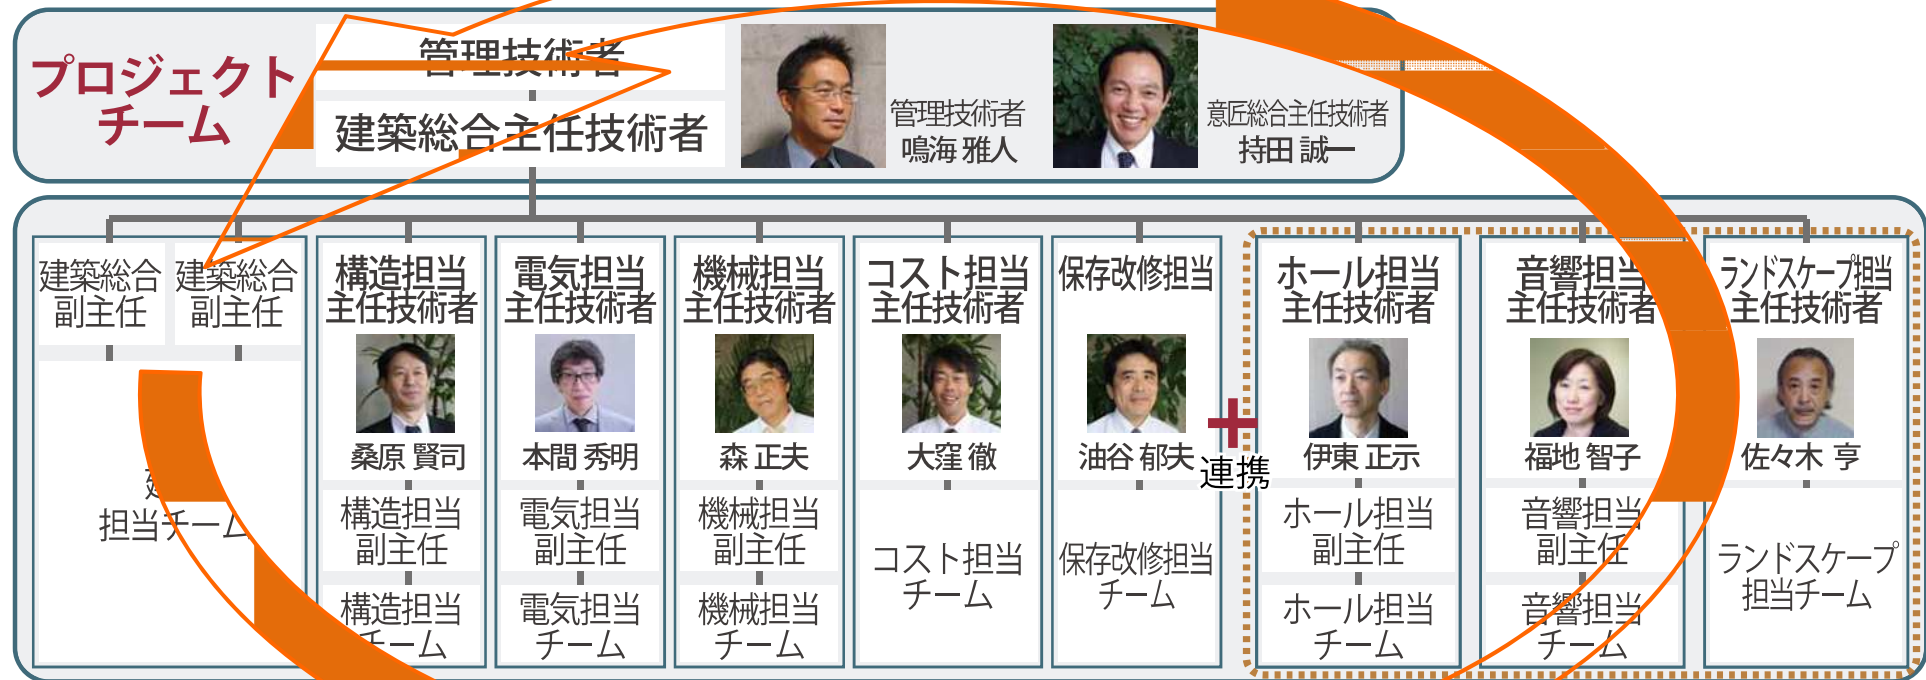 プロジェクト
チーム
管理技術者
建築総合主任技術者
管理技術者
鳴海 雅人
意匠総合主任技術者
持田 誠一
建築総合
副主任
建築総合
副主任
担当チーム
構造担当
主任技術者
桑原 賢司
構造担当
副主任
構造担当
チーム
電気担当
主任技術者
本間 秀明
電気担当
副主任
電気担当
チーム
機械担当
主任技術者
森 正夫
機械担当
副主任
機械担当
チーム
コスト担当
主任技術者
大窪 徹
コスト担当
チーム
保存改修担当
油谷 郁夫
保存改修担当
チーム
+
連携
ホール担当
主任技術者
伊東 正示
ホール担当
副主任
ホール担当
チーム
音響担当
主任技術者
福地 智子
音響担当
副主任
音響担当
チーム
ランドスケープ担当
主任技術者
佐々木 亨
ランドスケープ
担当チーム